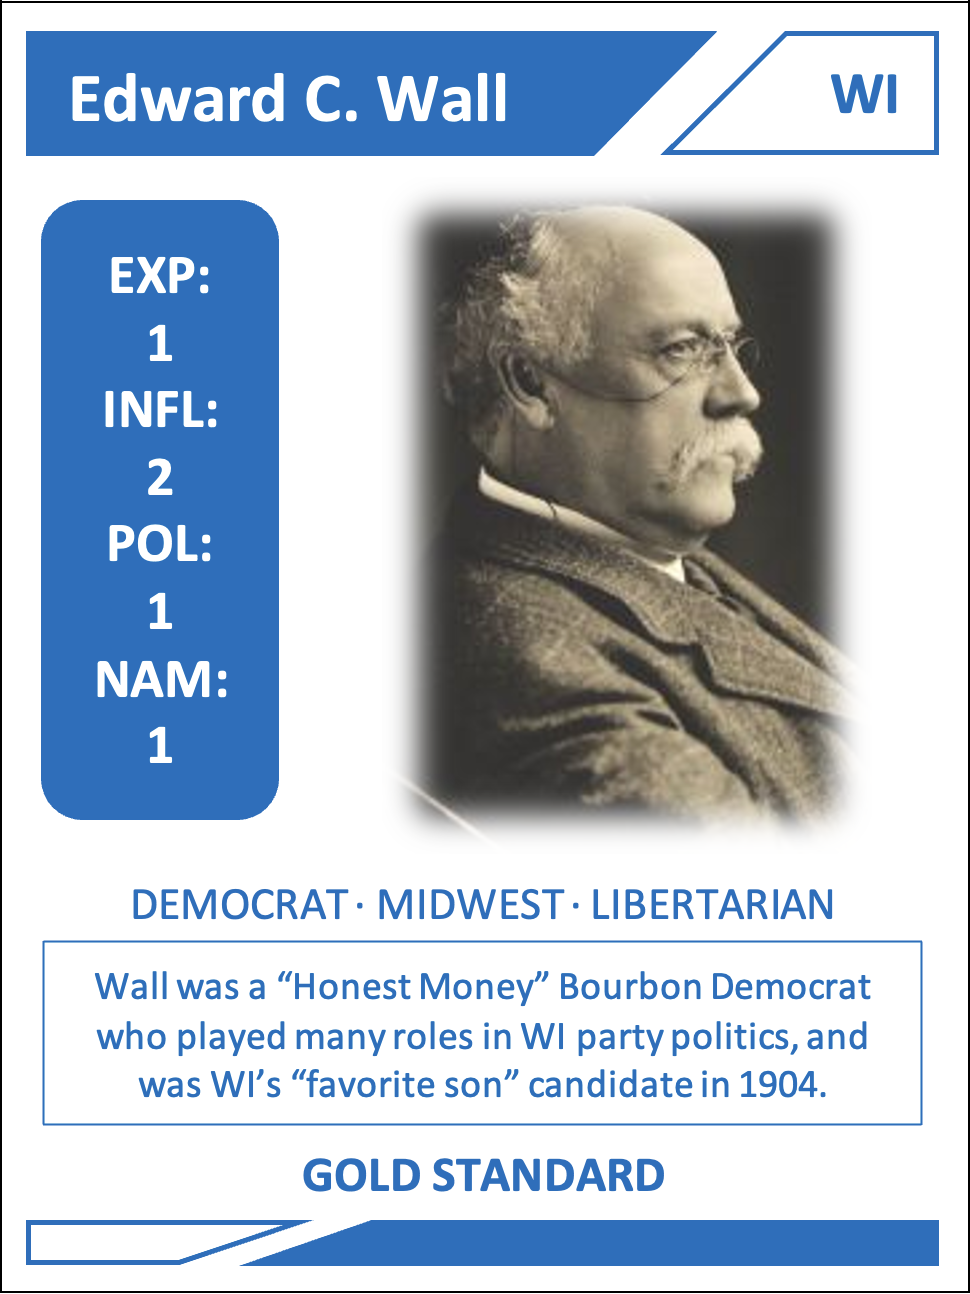 Edward C. Wall
WI
EXP:
1
INFL:
2
POL:
1
NAM:
1
DEMOCRAT · MIDWEST · LIBERTARIAN
Wall was a “Honest Money” Bourbon Democrat
who played many roles in WI party politics, and
was WI’s “favorite son” candidate in 1904.
GOLD STANDARD